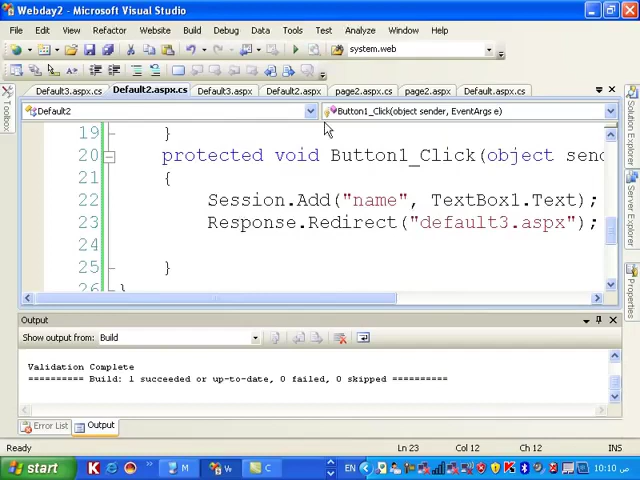 Webday2 - Microsoft Visual Studio
File Edit View Refactor Website Build Debug Data Tools Test Analyze Window Help
system.web
Default3.aspx.cs Default2.aspx.cs Default3.aspx Default2.aspx page2.aspx.cs page2.aspx Default.aspx.cs
Default2 Button1_Click(object sender, EventArgs e)
19 }
20 protected void Button1_Click(object send
21 {
22 Session.Add("name", TextBox1.Text);
23 Response.Redirect("default3.aspx");
24
25 }
26 }
Toolbox
Solution Explorer
Server Explorer
Properties
Output
Show output from: Build
Validation Complete
========== Build: 1 succeeded or up-to-date, 0 failed, 0 skipped ==========
Error List Output
Ready Ln 23 Col 12 Ch 12 INS
start K M W C EN 10:10 ص